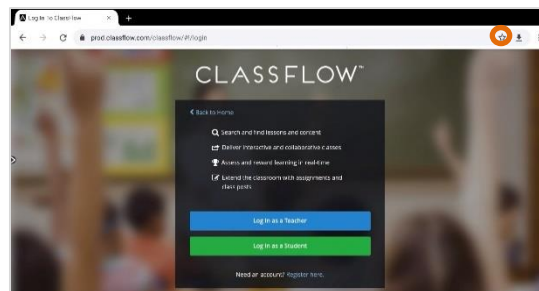 Log In To ClassFlow
prod.classflow.com/classflow/#!/login
CLASSFLOW™
Back to Home
Search and find lessons and content
Deliver interactive and collaborative classes
Assess and reward learning in real-time
Extend the classroom with assignments and
class posts
Log In as a Teacher
Log In as a Student
Need an account? Register here.